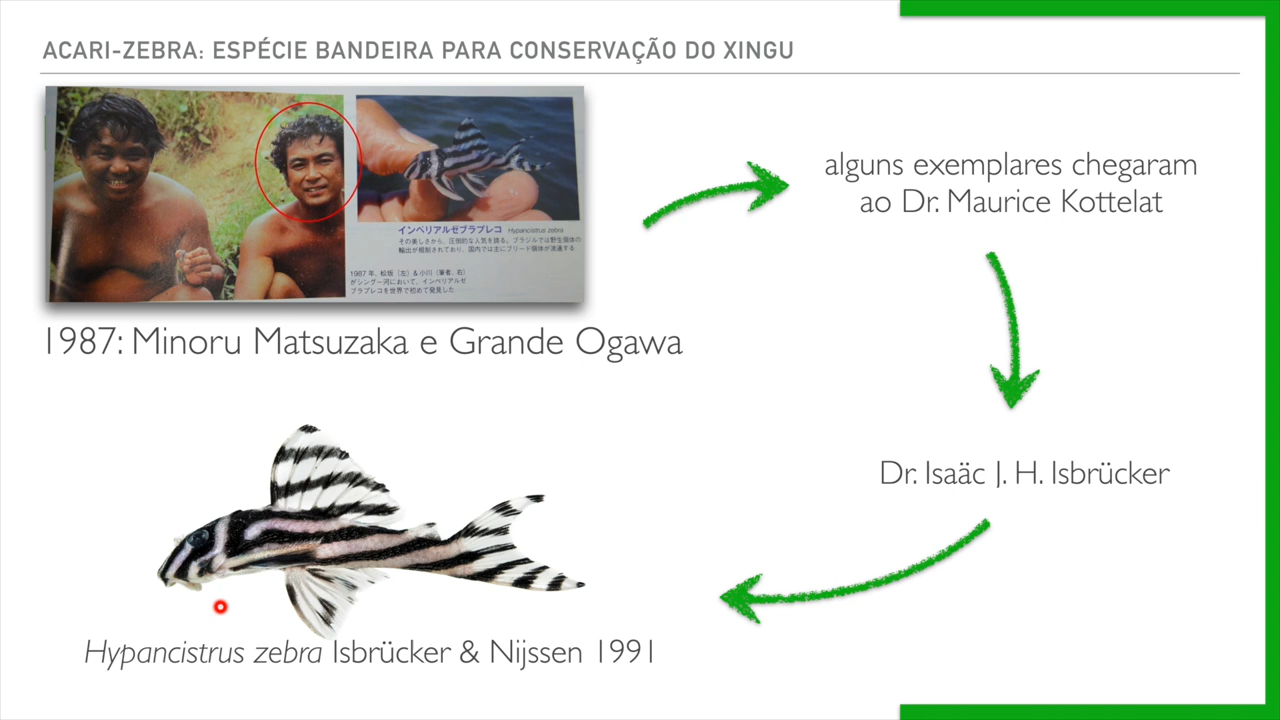 ACARI-ZEBRA: ESPÉCIE BANDEIRA PARA CONSERVAÇÃO DO XINGU
インペリアルゼブラプレコ Hypancistrus zebra
その美しさから、圧倒的な人気を誇る。ブラジルでは野生個体の
輸出が規制されており、国内では主にブリード個体が流通する
1987年、松坂（左）&小川（筆者、右）
がシングー河において、インペリアルゼ
ブラプレコを世界で初めて発見した
1987: Minoru Matsuzaka e Grande Ogawa
alguns exemplares chegaram
ao Dr. Maurice Kottelat
Dr. Isaäc J. H. Isbrücker
Hypancistrus zebra Isbrücker & Nijssen 1991